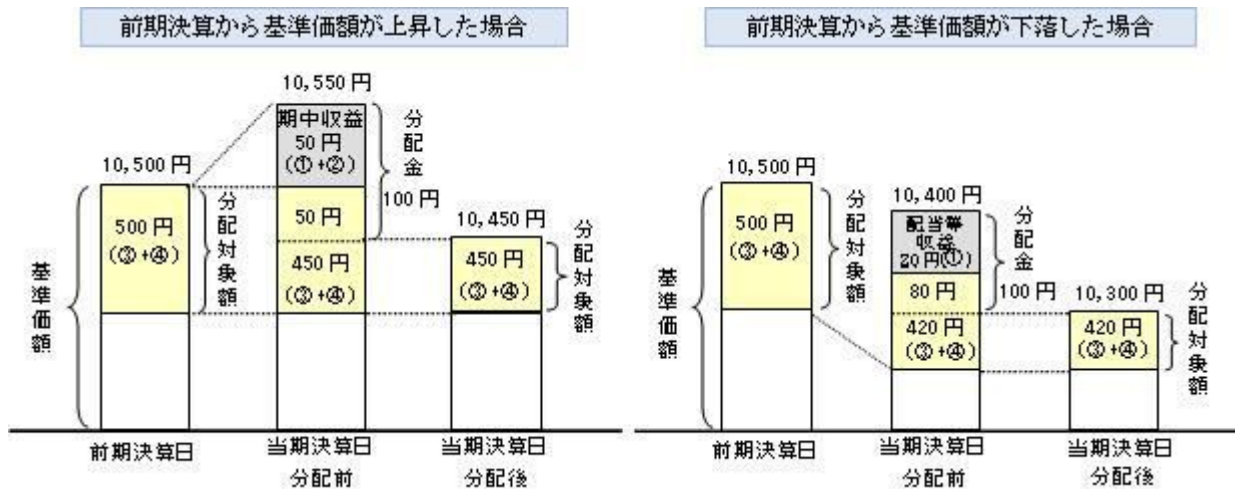 前期決算から基準価額が上昇した場合
10,550円
期中収益
50円
(①+②)
分配金
10,500円
500円
(③+④)
分配対象額
50円
100円
10,450円
450円
(③+④)
450円
(③+④)
分配対象額
基準価額
前期決算日
当期決算日
分配前
当期決算日
分配後
前期決算から基準価額が下落した場合
10,500円
500円
(③+④)
分配対象額
10,400円
配当等
収益
20円(①)
分配金
80円
100円
10,300円
420円
(③+④)
420円
(③+④)
分配対象額
基準価額
前期決算日
当期決算日
分配前
当期決算日
分配後